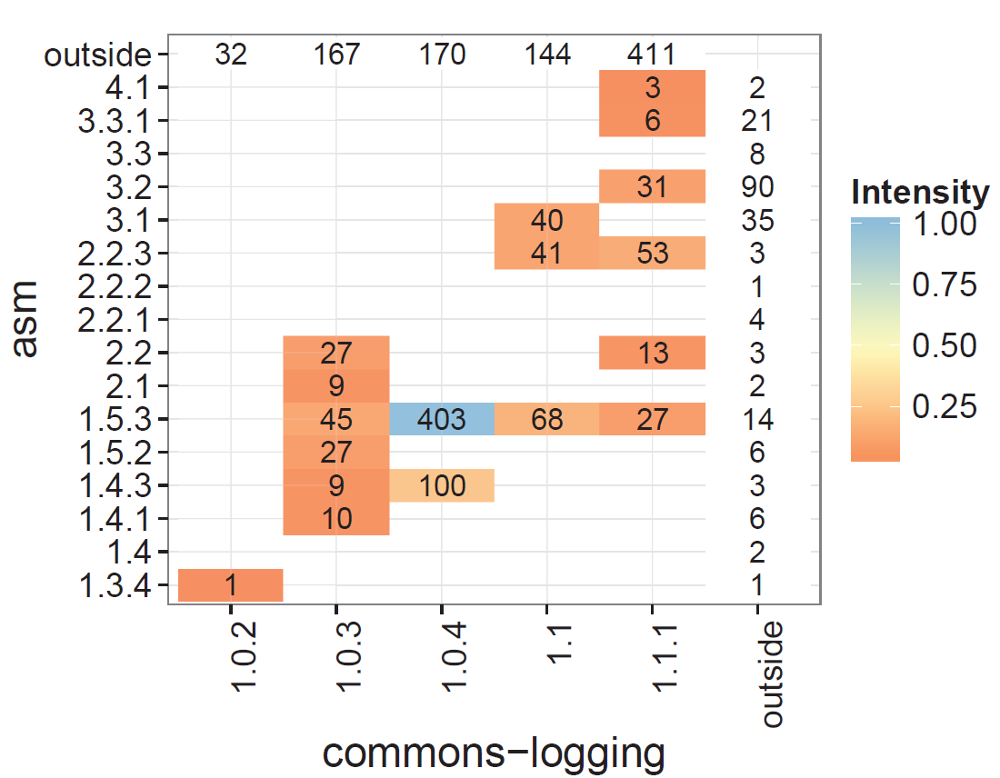 outside 32 167 170 144 411
4.1 3 2
3.3.1 6 21
3.3 8
3.2 31 90
3.1 40 35
2.2.3 41 53 3
2.2.2 1
2.2.1 4
2.2 27 13 3
2.1 9 2
1.5.3 45 403 68 27 14
1.5.2 27 6
1.4.3 9 100 3
1.4.1 10 6
1.4 2
1.3.4 1 1
asm
1.0.2 1.0.3 1.0.4 1.1 1.1.1 outside
commons−logging
Intensity
1.00
0.75
0.50
0.25